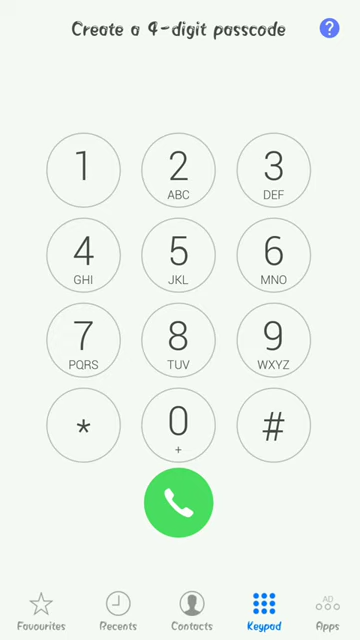 Create a 4-digit passcode
?
1 2 3
ABC DEF
4 5 6
GHI JKL MNO
7 8 9
PQRS TUV WXYZ
* 0 #
+
AD
Favourites Recents Contacts Keypad Apps